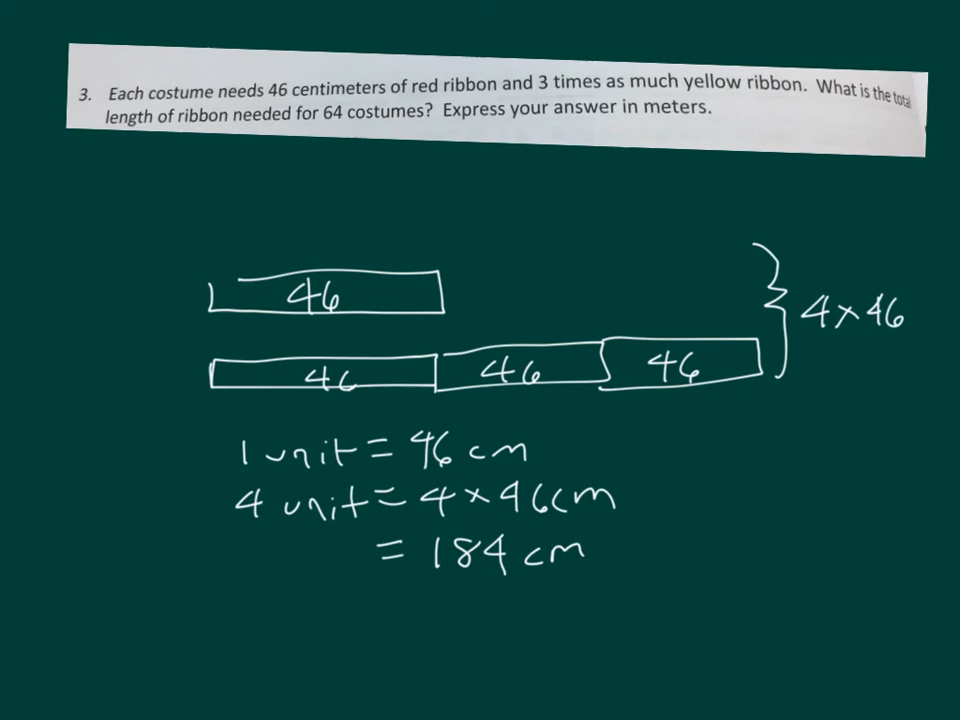 3. Each costume needs 46 centimeters of red ribbon and 3 times as much yellow ribbon. What is the total
length of ribbon needed for 64 costumes? Express your answer in meters.
46
4 x 46
46 46 46
1 unit = 46 cm
4 unit = 4 x 46cm
= 184 cm